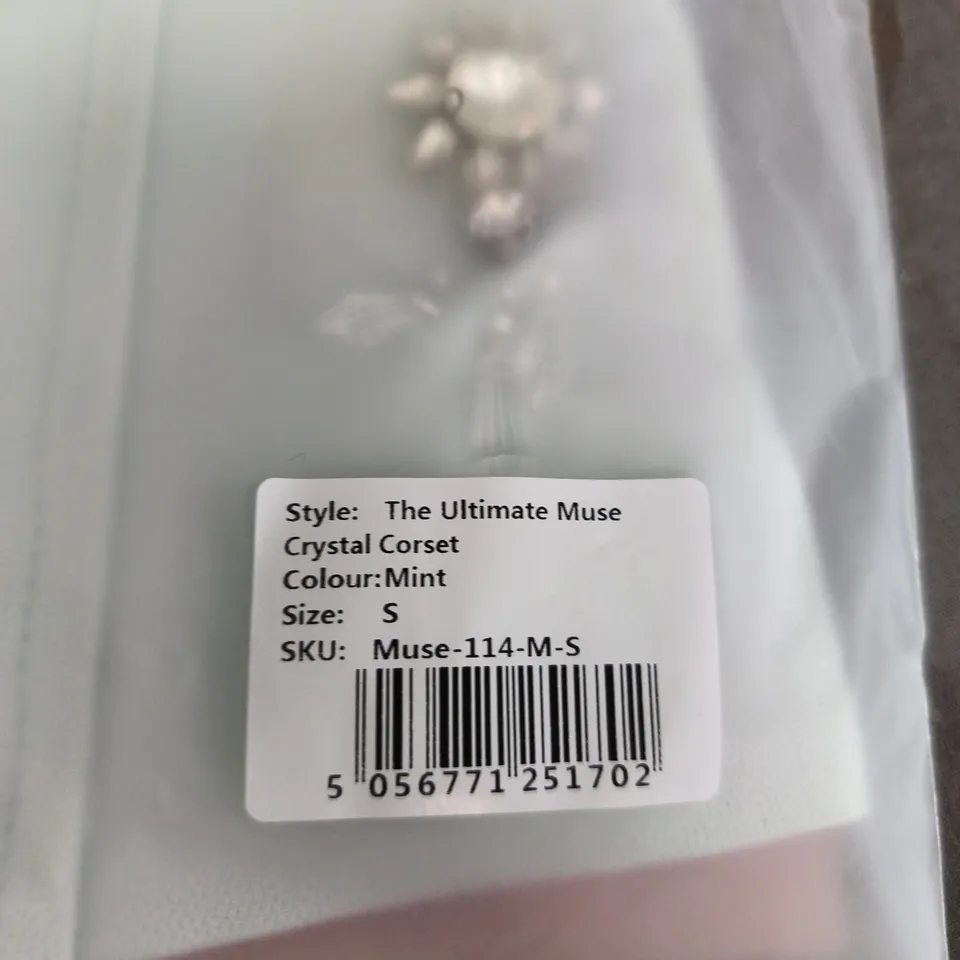 Style: The Ultimate Muse
Crystal Corset
Colour: Mint
Size: S
SKU: Muse-114-M-S
5 056771 251702